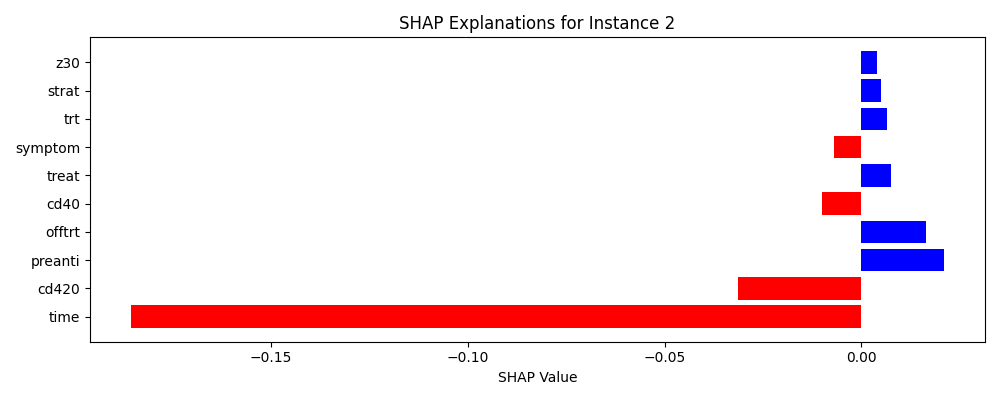 SHAP Explanations for Instance 2
z30
strat
trt
symptom
treat
cd40
offtrt
preanti
cd420
time
−0.15 −0.10 −0.05 0.00
SHAP Value